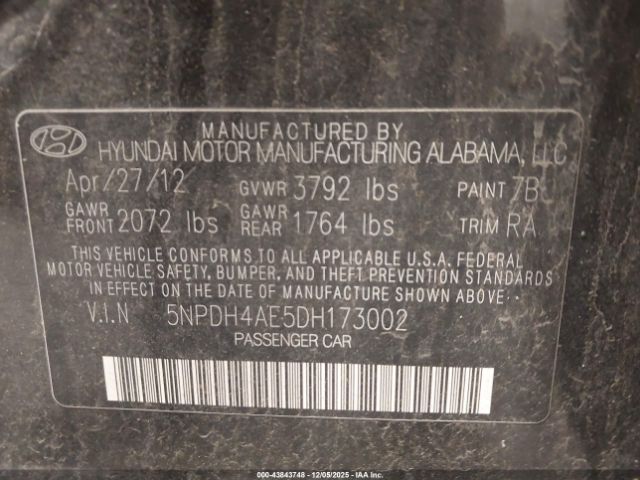 MANUFACTURED BY
HYUNDAI MOTOR MANUFACTURING ALABAMA, LLC
Apr/27/12 GVWR 3792 lbs PAINT 7B
GAWR FRONT 2072 lbs GAWR REAR 1764 lbs TRIM RA
THIS VEHICLE CONFORMS TO ALL APPLICABLE U.S.A. FEDERAL
MOTOR VEHICLE SAFETY, BUMPER, AND THEFT PREVENTION STANDARDS
IN EFFECT ON THE DATE OF MANUFACTURE SHOWN ABOVE.
V.I.N 5NPDH4AE5DH173002
PASSENGER CAR
000-43843748 - 12/05/2025 - IAA Inc.